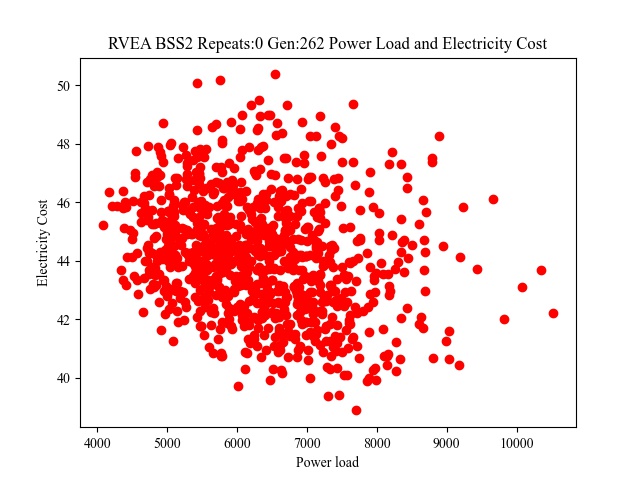 RVEA BSS2 Repeats:0 Gen:262 Power Load and Electricity Cost
50
48
46
44
42
40
Electricity Cost
4000 5000 6000 7000 8000 9000 10000
Power load